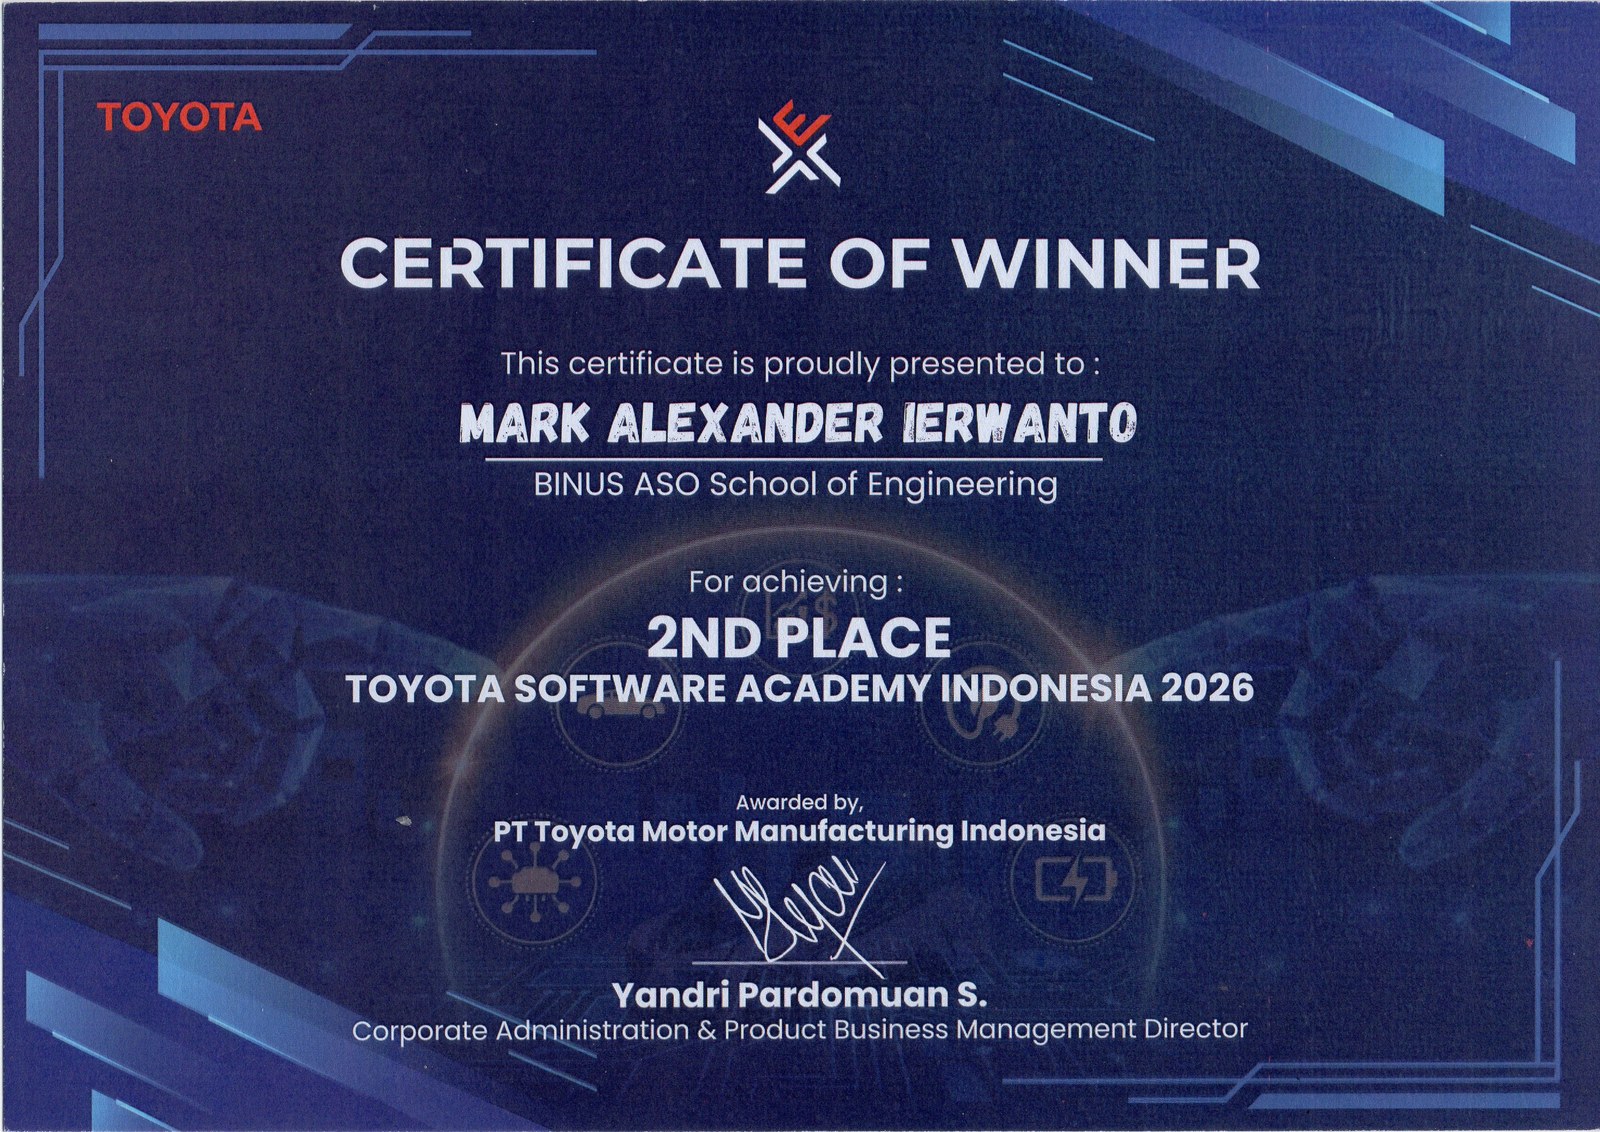 TOYOTA
CERTIFICATE OF WINNER
This certificate is proudly presented to :
MARK ALEXANDER IERWANTO
BINUS ASO School of Engineering
For achieving :
2ND PLACE
TOYOTA SOFTWARE ACADEMY INDONESIA 2026
Awarded by,
PT Toyota Motor Manufacturing Indonesia
Yandri Pardomuan S.
Corporate Administration & Product Business Management Director